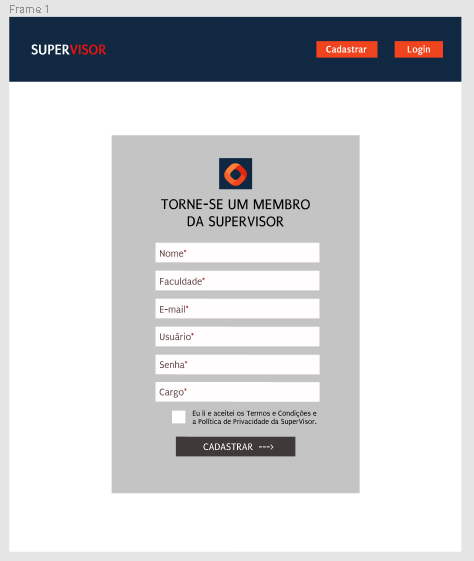 Frame 1
SUPERVISOR
Cadastrar
Login
TORNE-SE UM MEMBRO
DA SUPERVISOR
Nome*
Faculdade*
E-mail*
Usuário*
Senha*
Cargo*
Eu li e aceitei os Termos e Condições e
a Política de Privacidade da SuperVisor.
CADASTRAR --->